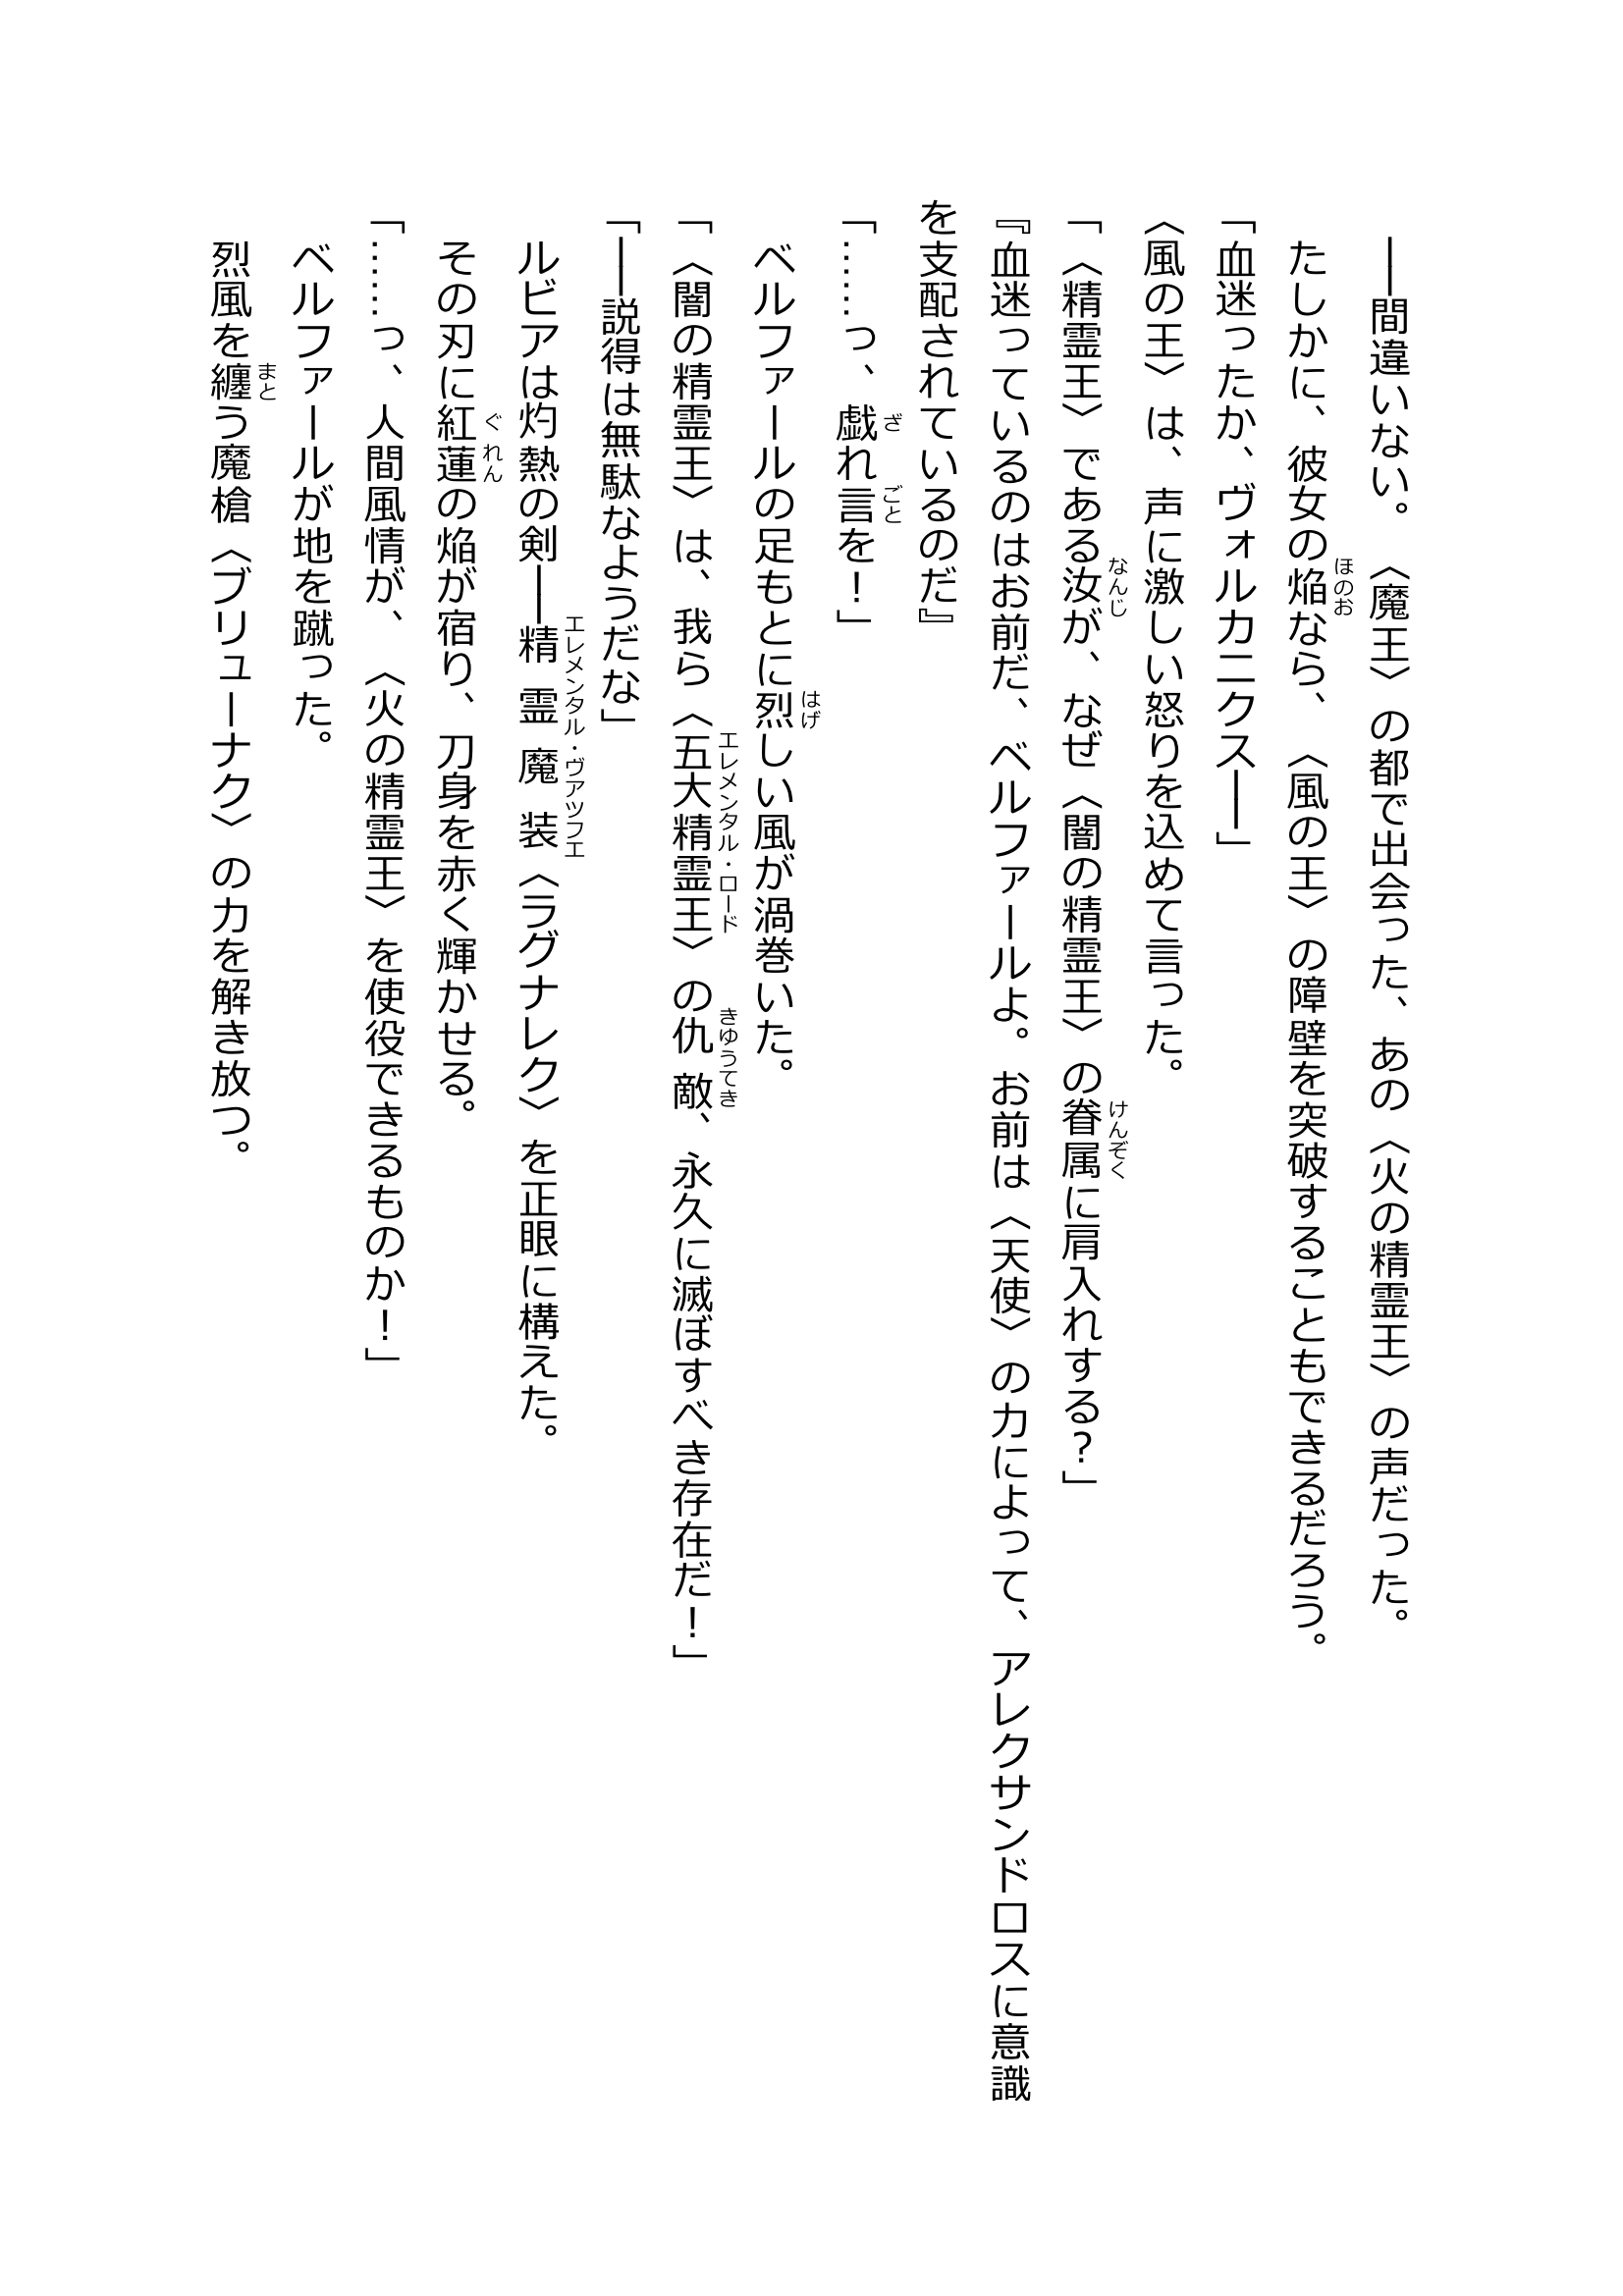 ――間違いない。〈魔王〉の都で出会った、あの〈火の精霊王〉の声だった。
たしかに、彼女の焔なら、〈風の王〉の障壁を突破することもできるだろう。
「血迷ったか、ヴォルカニクス――」
〈風の王〉は、声に激しい怒りを込めて言った。
「〈精霊王〉である汝が、なぜ〈闇の精霊王〉の眷属に肩入れする？」
『血迷っているのはお前だ、ベルファールよ。お前は〈天使〉の力によって、アレクサンドロスに意識
を支配されているのだ』
「……っ、戯れ言を！」
ベルファールの足もとに烈しい風が渦巻いた。
「〈闇の精霊王〉は、我ら〈五大精霊王〉の仇敵、永久に滅ぼすべき存在だ！」
「――説得は無駄なようだな」
ルビアは灼熱の剣――精霊魔装〈ラグナレク〉を正眼に構えた。
その刃に紅蓮の焔が宿り、刀身を赤く輝かせる。
「……っ、人間風情が、〈火の精霊王〉を使役できるものか！」
ベルファールが地を蹴った。
烈風を纏う魔槍〈ブリューナク〉の力を解き放つ。